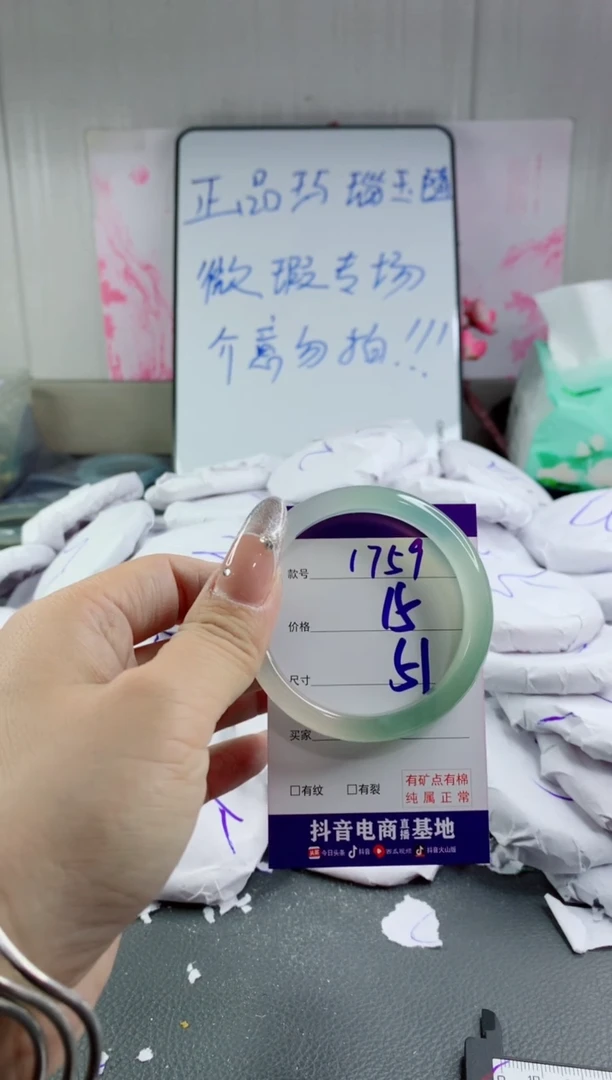 正品玛瑙玉髓
微瑕专场
介意勿拍!!!
款号 1759
价格 15
尺寸 51
买家
□有纹 □有裂
有矿点有棉
纯属正常
抖音电商直播基地
头条 今日头条 抖音 西瓜视频 抖音火山版